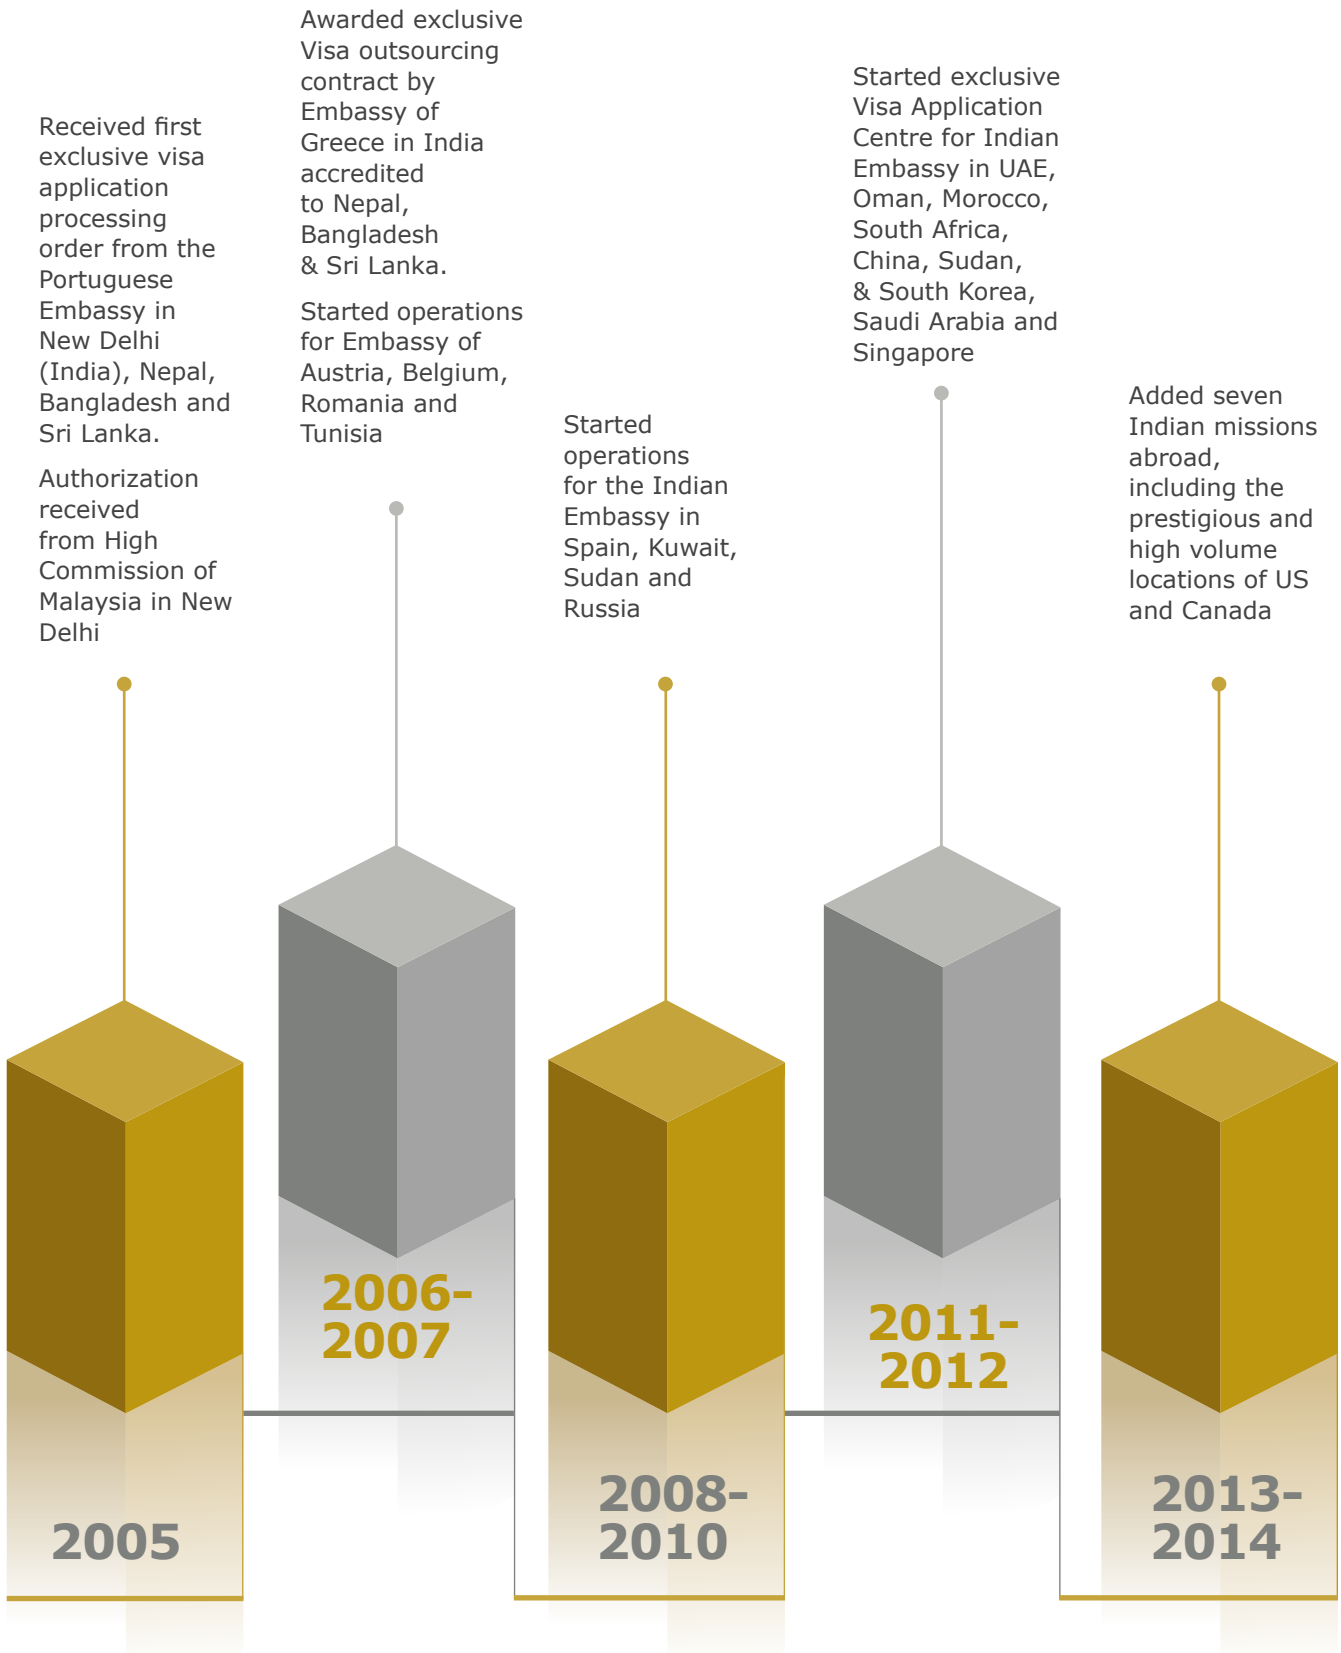 Received first
exclusive visa
application
processing
order from the
Portuguese
Embassy in
New Delhi
(India), Nepal,
Bangladesh and
Sri Lanka.
Authorization
received
from High
Commission of
Malaysia in New
Delhi
2005
Awarded exclusive
Visa outsourcing
contract by
Embassy of
Greece in India
accredited
to Nepal,
Bangladesh
& Sri Lanka.
Started operations
for Embassy of
Austria, Belgium,
Romania and
Tunisia
2006-
2007
Started
operations
for the Indian
Embassy in
Spain, Kuwait,
Sudan and
Russia
2008-
2010
Started exclusive
Visa Application
Centre for Indian
Embassy in UAE,
Oman, Morocco,
South Africa,
China, Sudan,
& South Korea,
Saudi Arabia and
Singapore
2011-
2012
Added seven
Indian missions
abroad,
including the
prestigious and
high volume
locations of US
and Canada
2013-
2014